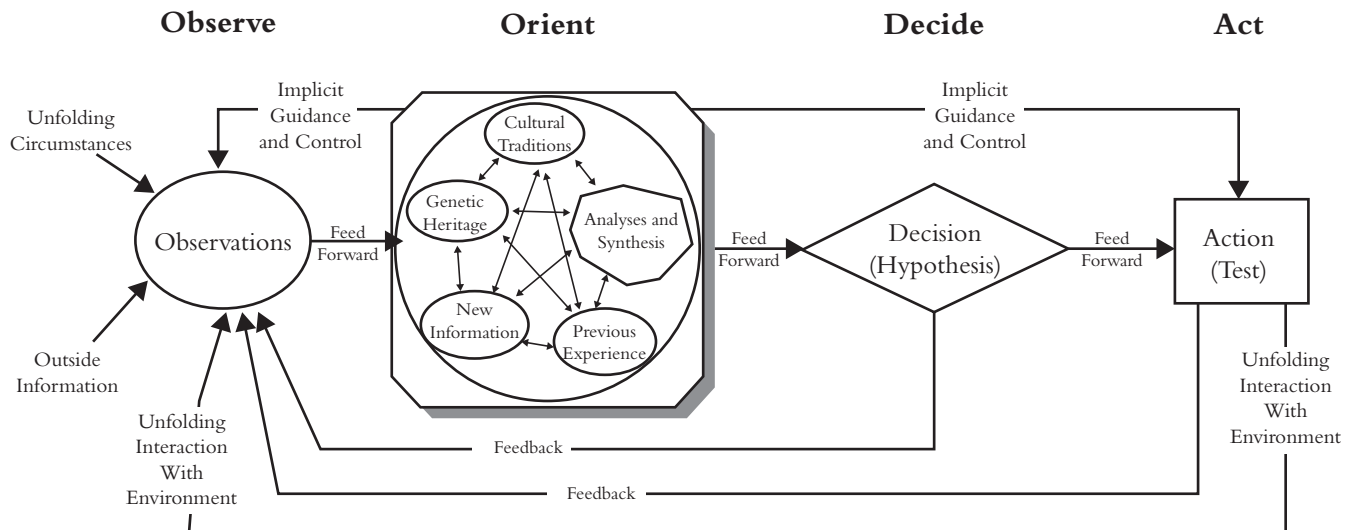 Observe
Orient
Decide
Act
Implicit
Guidance
and Control
Implicit
Guidance
and Control
Unfolding
Circumstances
Cultural
Traditions
Genetic
Heritage
Analyses and
Synthesis
New
Information
Previous
Experience
Observations
Feed
Forward
Feed
Forward
Decision
(Hypothesis)
Feed
Forward
Action
(Test)
Outside
Information
Unfolding
Interaction
With
Environment
Unfolding
Interaction
With
Environment
Feedback
Feedback